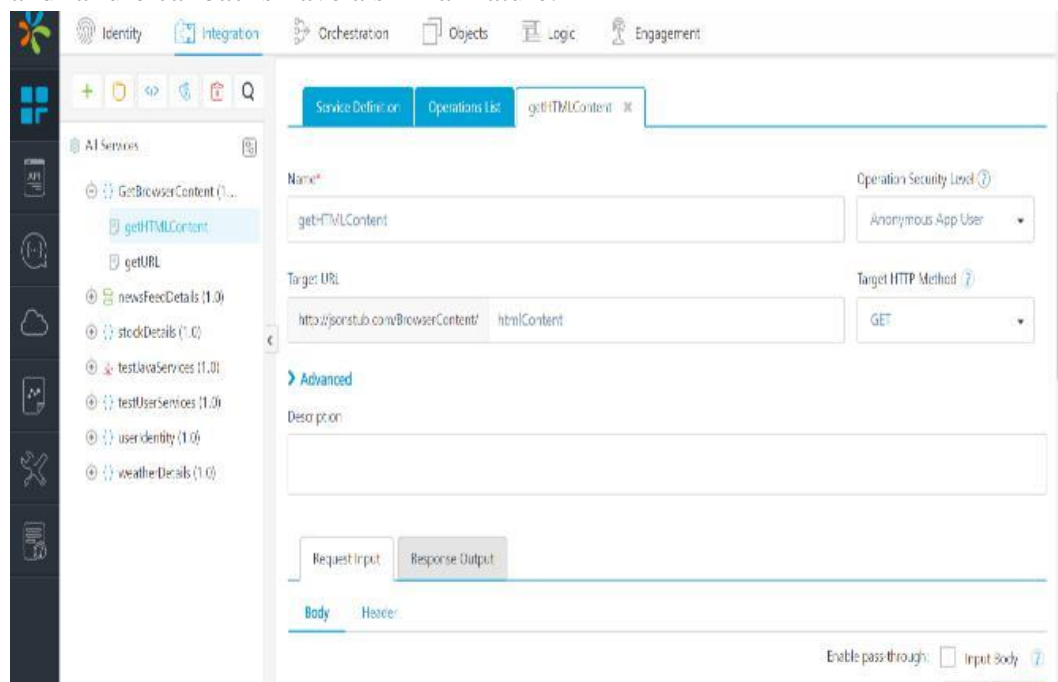 Identity Integration Orchestration Objects Logic Engagement
Service Definition Operations List getHTMLContent
All Services
GetBrowserContent (1...
getHTMLContent
getURL
newsFeedDetails (1.0)
stockDetails (1.0)
testJavaServices (1.0)
testUserServices (1.0)
userIdentity (1.0)
weatherDetails (1.0)
API
Name*
Operation Security Level ?
getHTMLContent
Anonymous App User
Target URL
Target HTTP Method ?
http://jsonstub.com/BrowserContent/ htmlContent
GET
Advanced
Description
Request Input Response Output
Body Header
Enable pass-through: Input Body ?